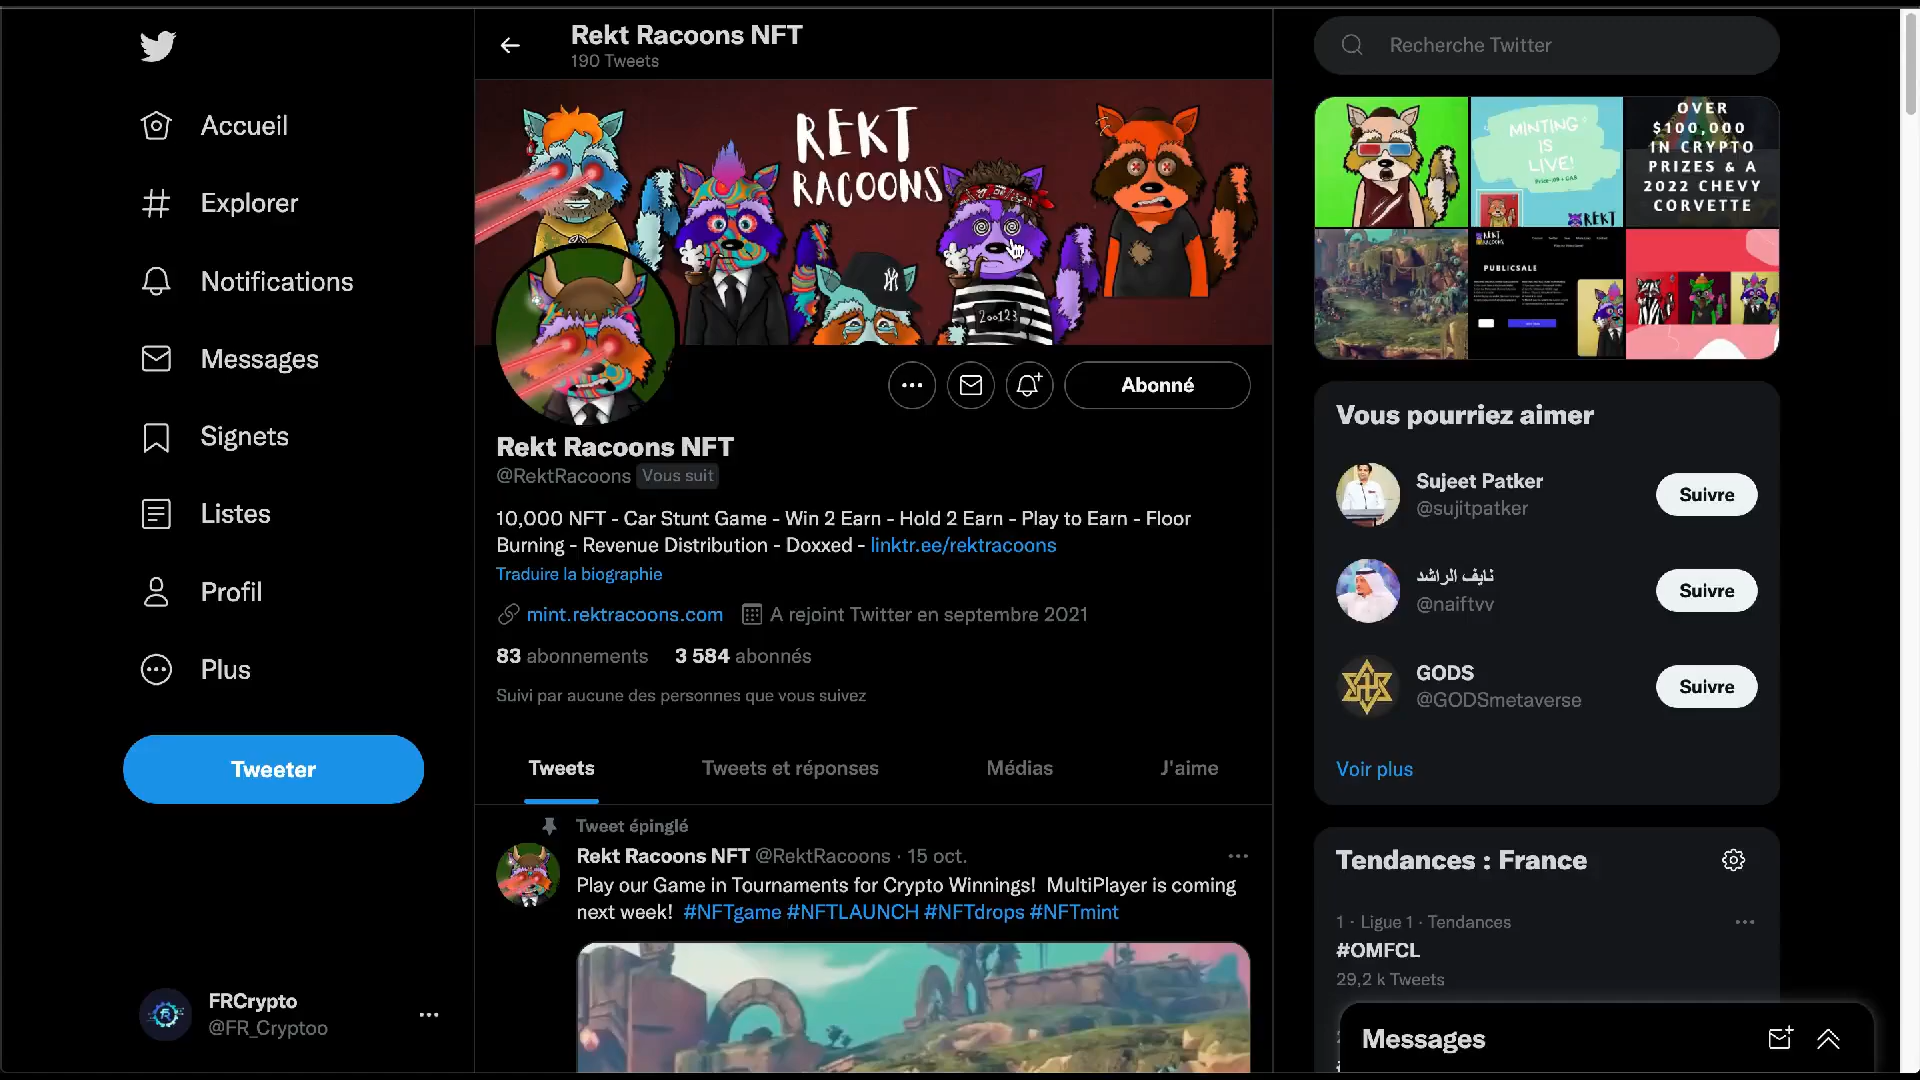 Rekt Racoons NFT
190 Tweets
Recherche Twitter
Accueil
Explorer
Notifications
Messages
Signets
Listes
Profil
Plus
Tweeter
FRCrypto
@FR_Cryptoo
REKT
RACOONS
200123
Abonné
Rekt Racoons NFT
@RektRacoons Vous suit
10,000 NFT - Car Stunt Game - Win 2 Earn - Hold 2 Earn - Play to Earn - Floor
Burning - Revenue Distribution - Doxxed - linktr.ee/rektracoons
Traduire la biographie
mint.rektracoons.com A rejoint Twitter en septembre 2021
83 abonnements 3 584 abonnés
Suivi par aucune des personnes que vous suivez
Tweets Tweets et réponses Médias J'aime
Tweet épinglé
Rekt Racoons NFT @RektRacoons · 15 oct.
Play our Game in Tournaments for Crypto Winnings! MultiPlayer is coming
next week! #NFTgame #NFTLAUNCH #NFTdrops #NFTmint
MINTING
IS
LIVE!
REKT
OVER
$100,000
IN CRYPTO
PRIZES & A
2022 CHEVY
CORVETTE
PUBLICSALE
Vous pourriez aimer
Sujeet Patker
@sujitpatker
Suivre
نايف الراشد
@naiftvv
Suivre
GODS
@GODSmetaverse
Suivre
Voir plus
Tendances : France
1 · Ligue 1 · Tendances
#OMFCL
29,2 k Tweets
Messages